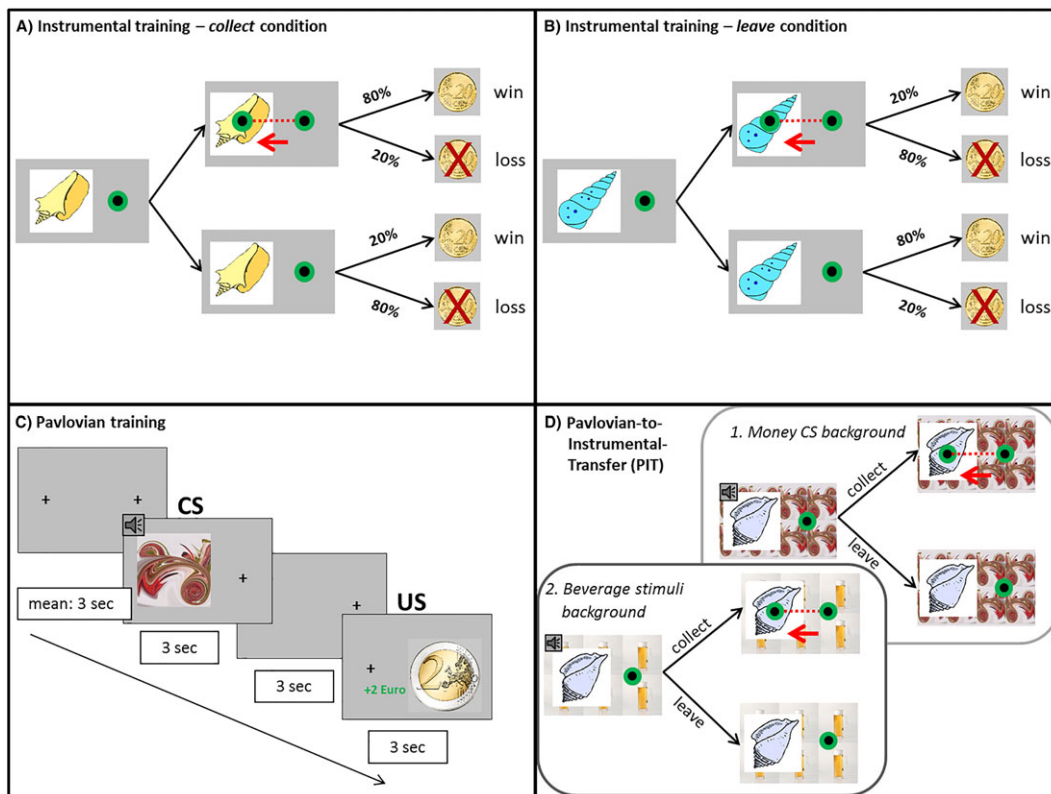 A) Instrumental training – collect condition
80%
win
20%
loss
20%
win
80%
loss
B) Instrumental training – leave condition
20%
win
80%
loss
80%
win
20%
loss
C) Pavlovian training
CS
mean: 3 sec
3 sec
US
3 sec
+2 Euro
2
3 sec
D) Pavlovian-to-
Instrumental-
Transfer (PIT)
1. Money CS background
collect
leave
2. Beverage stimuli
background
collect
leave